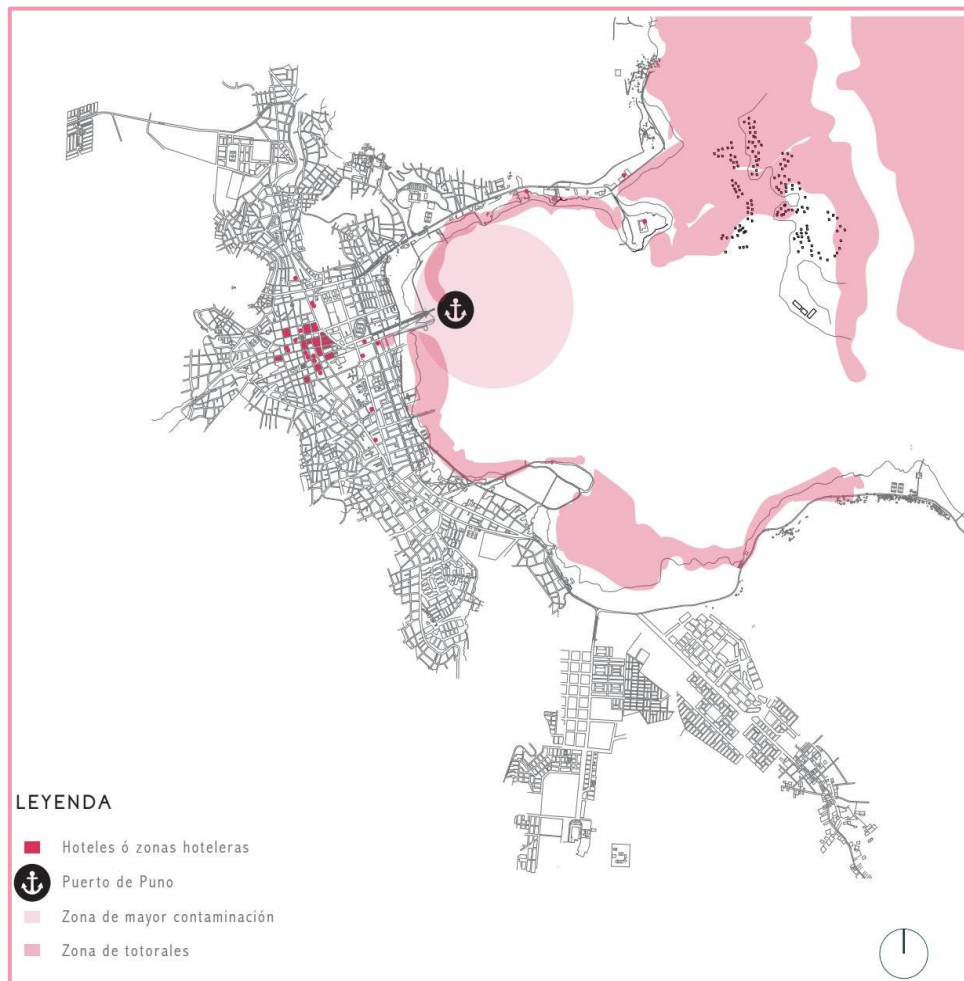 LEYENDA
Hoteles ó zonas hoteleras
Puerto de Puno
Zona de mayor contaminación
Zona de totorales